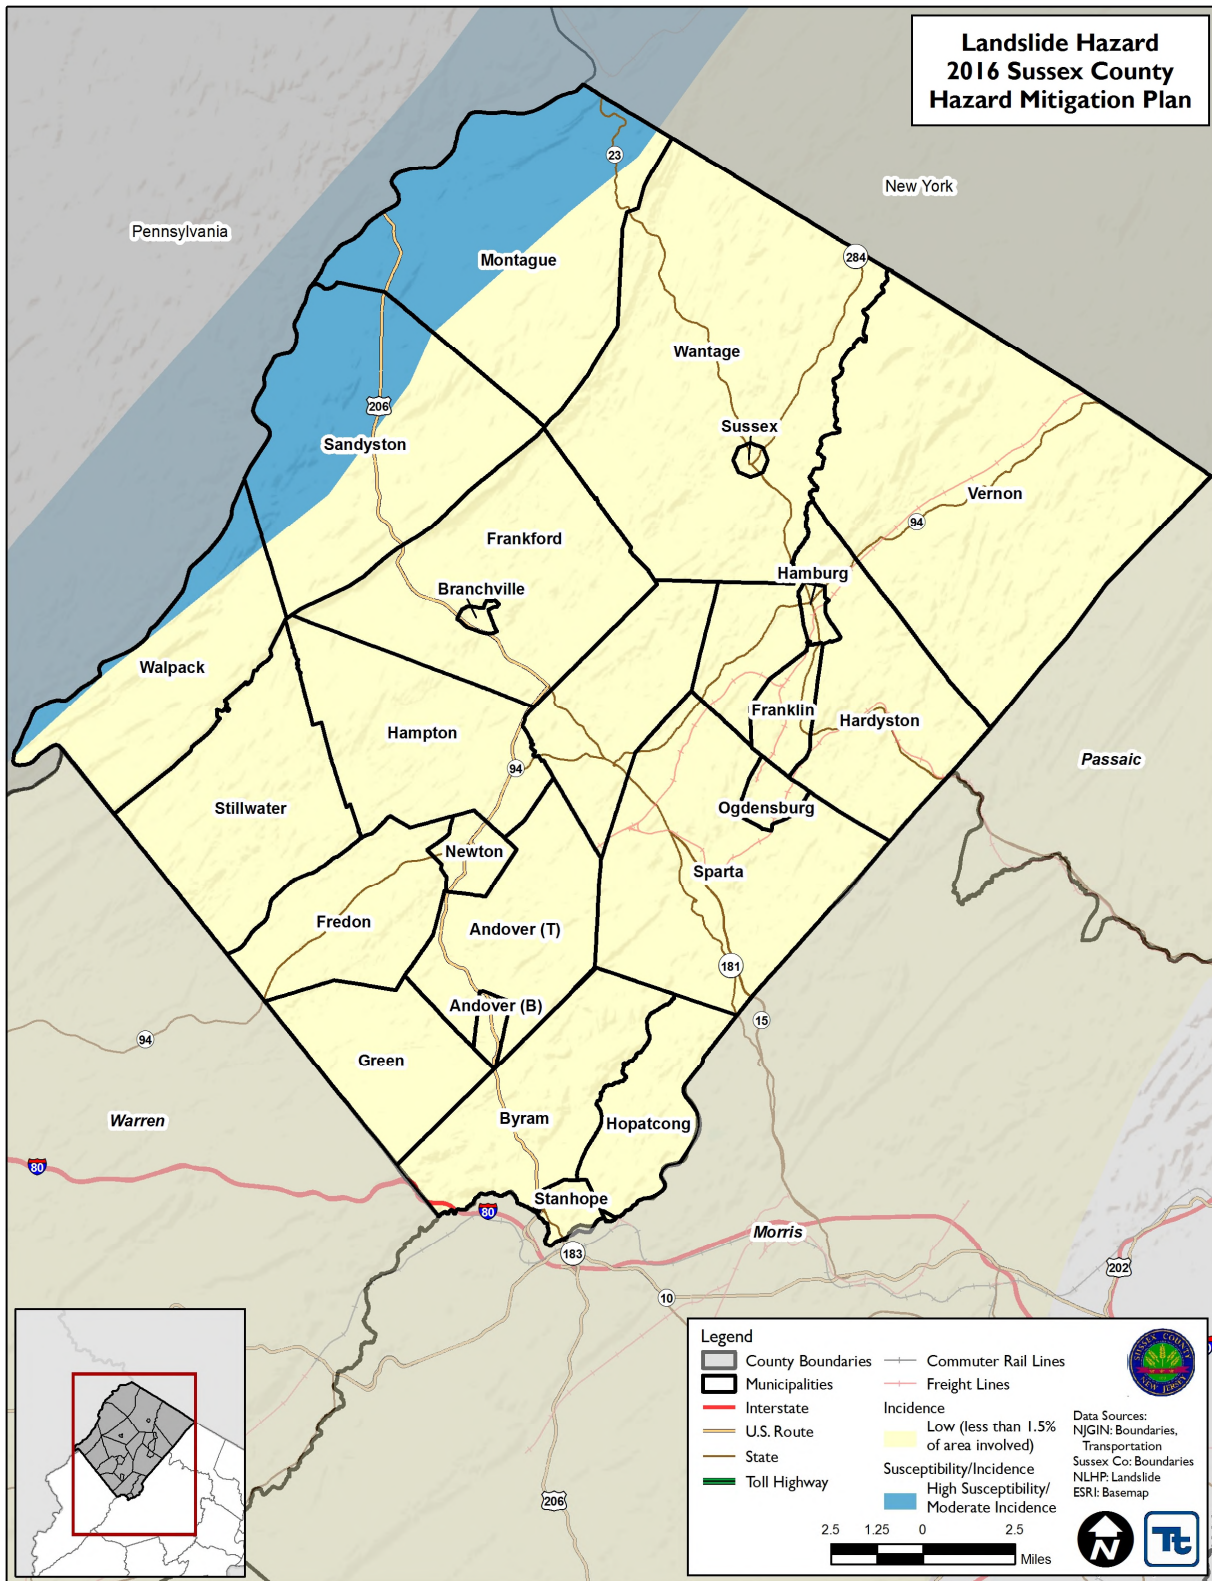 Landslide Hazard
2016 Sussex County
Hazard Mitigation Plan
23
New York
Pennsylvania
284
Montague
Wantage
206
Sussex
Sandyston
Vernon
94
Frankford
Hamburg
Branchville
Walpack
Franklin
Hardyston
Hampton
Passaic
94
Stillwater
Ogdensburg
Newton
Sparta
Fredon
Andover (T)
181
Andover (B)
15
94
Green
Warren
Byram
Hopatcong
80
Stanhope
80
Morris
183
202
10
206
Legend
County Boundaries
Municipalities
Interstate
U.S. Route
State
Toll Highway
Commuter Rail Lines
Freight Lines
Incidence
Low (less than 1.5%
of area involved)
Susceptibility/Incidence
High Susceptibility/
Moderate Incidence
SUSSEX COUNTY
NEW JERSEY
Data Sources:
NJGIN: Boundaries,
Transportation
Sussex Co: Boundaries
NLHP: Landslide
ESRI: Basemap
2.5 1.25 0 2.5
Miles
N
Tt